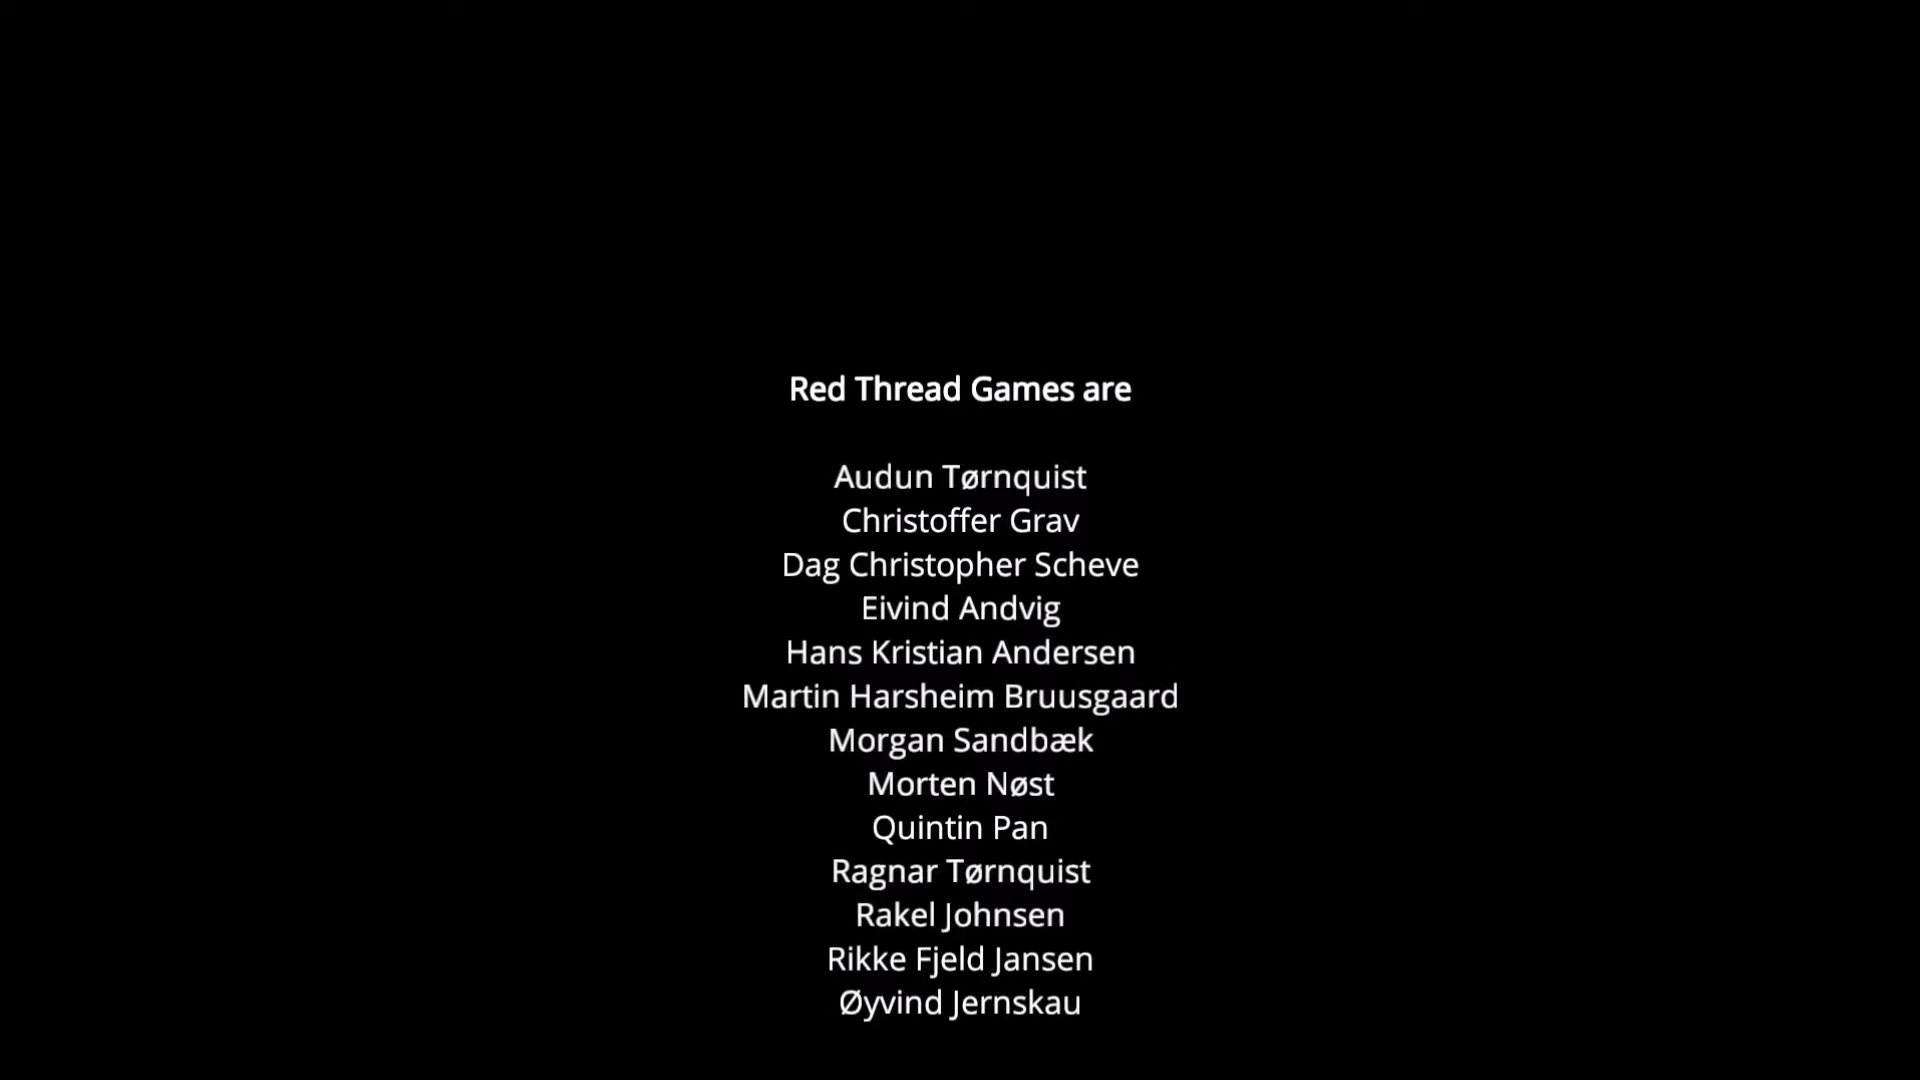 Red Thread Games are
Audun Tørnquist
Christoffer Grav
Dag Christopher Scheve
Eivind Andvig
Hans Kristian Andersen
Martin Harsheim Bruusgaard
Morgan Sandbæk
Morten Nøst
Quintin Pan
Ragnar Tørnquist
Rakel Johnsen
Rikke Fjeld Jansen
Øyvind Jernskau